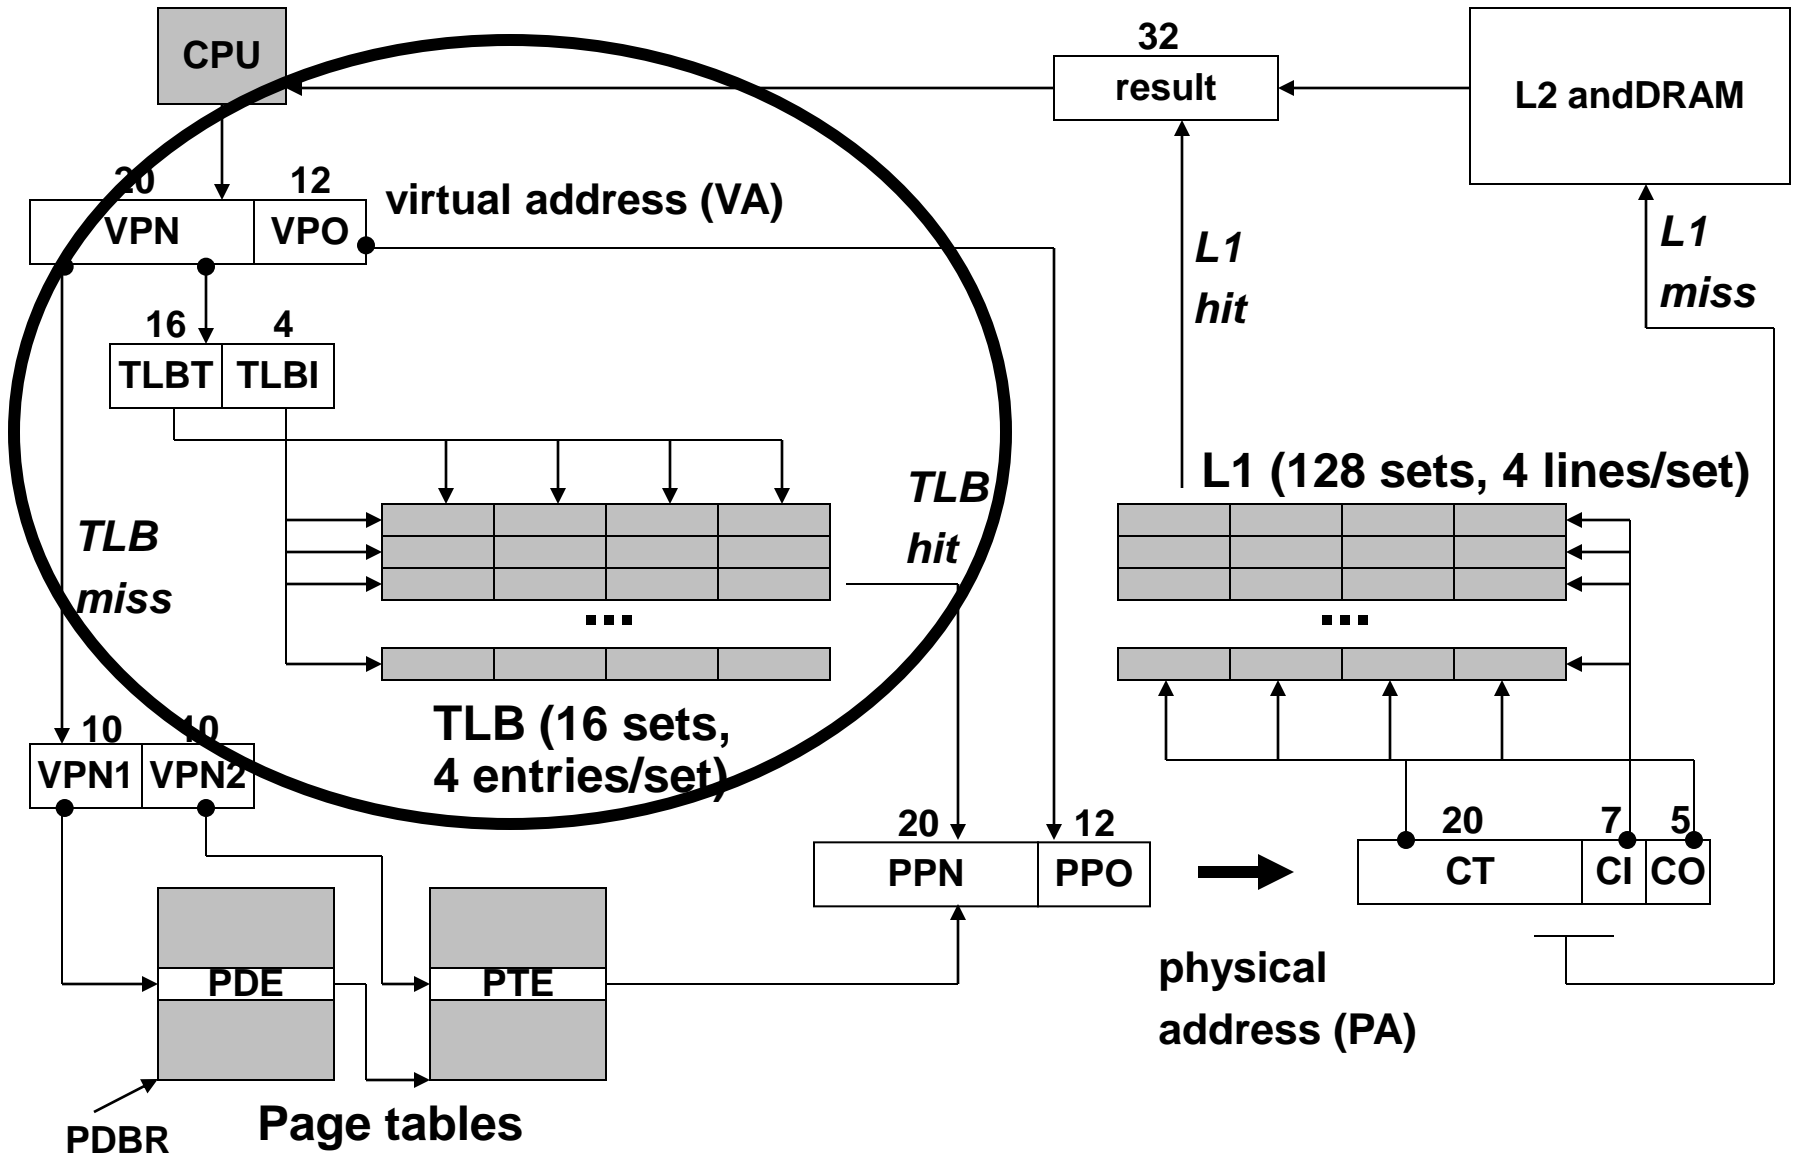 CPU
32
result
L2 andDRAM
20
12
VPN
VPO
virtual address (VA)
L1
hit
L1
miss
16
4
TLBT
TLBI
TLB
hit
L1 (128 sets, 4 lines/set)
TLB
miss
...
...
TLB (16 sets,
4 entries/set)
10
10
VPN1
VPN2
20
12
PPN
PPO
20
7
5
CT
CI
CO
PDE
PTE
physical
address (PA)
PDBR
Page tables